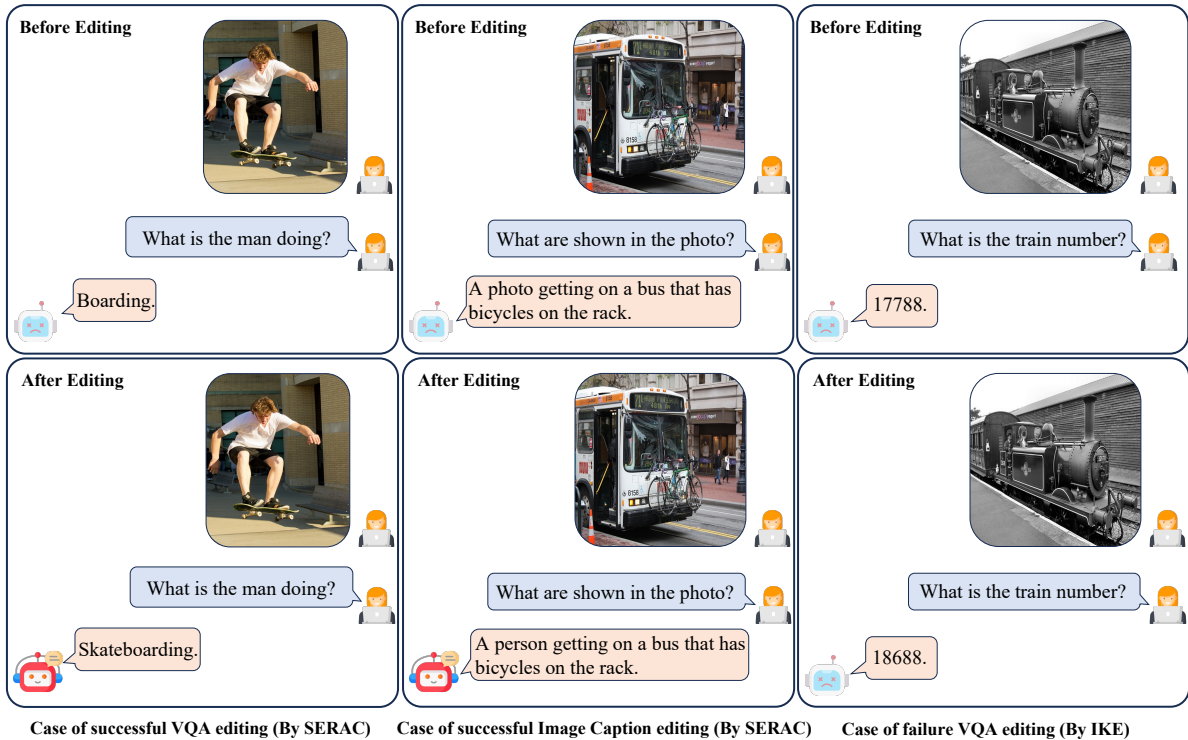 Before Editing
What is the man doing?
Boarding.
Before Editing
What are shown in the photo?
A photo getting on a bus that has
bicycles on the rack.
8158
Before Editing
What is the train number?
17788.
After Editing
What is the man doing?
Skateboarding.
After Editing
What are shown in the photo?
A person getting on a bus that has
bicycles on the rack.
8158
After Editing
What is the train number?
18688.
Case of successful VQA editing (By SERAC)
Case of successful Image Caption editing (By SERAC)
Case of failure VQA editing (By IKE)